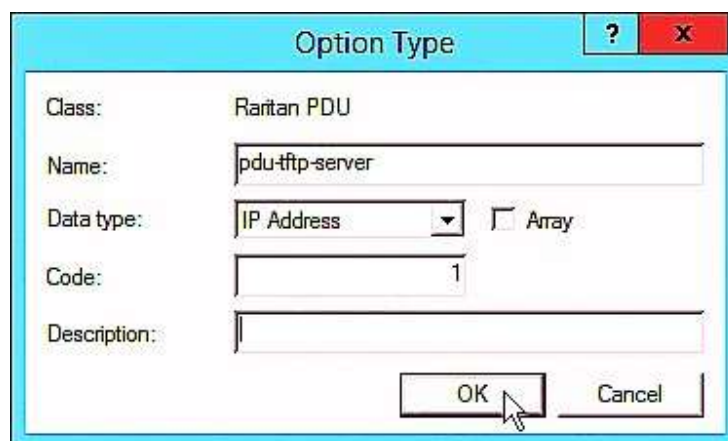 Option Type
? x
Class: Raritan PDU
Name: pdu-tftp-server
Data type: IP Address Array
Code: 1
Description:
OK Cancel